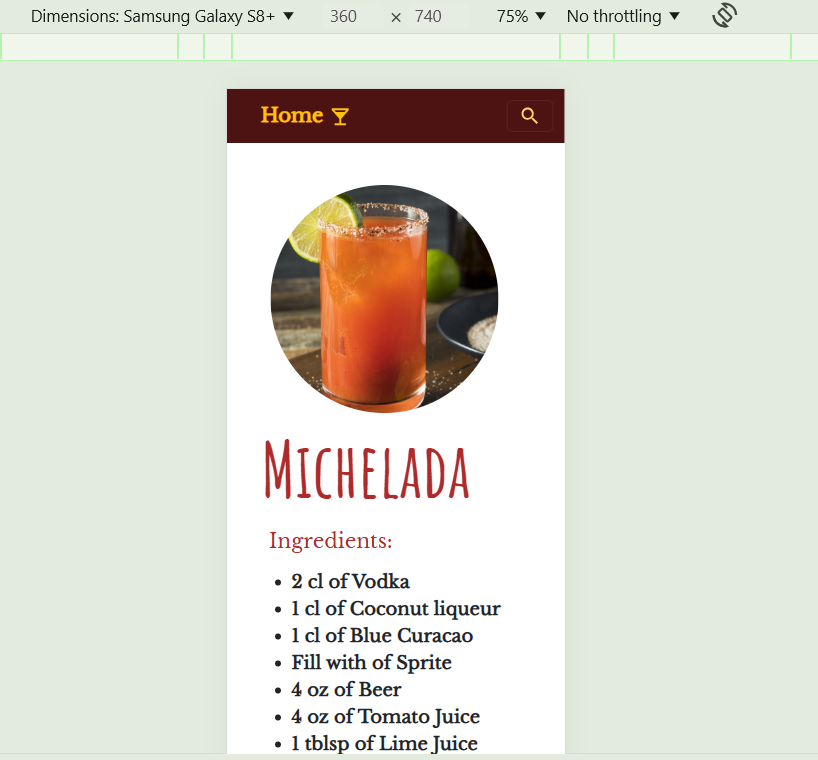 Dimensions: Samsung Galaxy S8+ ▼ 360 × 740 75% ▼ No throttling ▼
Home
Michelada
Ingredients:
• 2 cl of Vodka
• 1 cl of Coconut liqueur
• 1 cl of Blue Curacao
• Fill with of Sprite
• 4 oz of Beer
• 4 oz of Tomato Juice
• 1 tblsp of Lime Juice